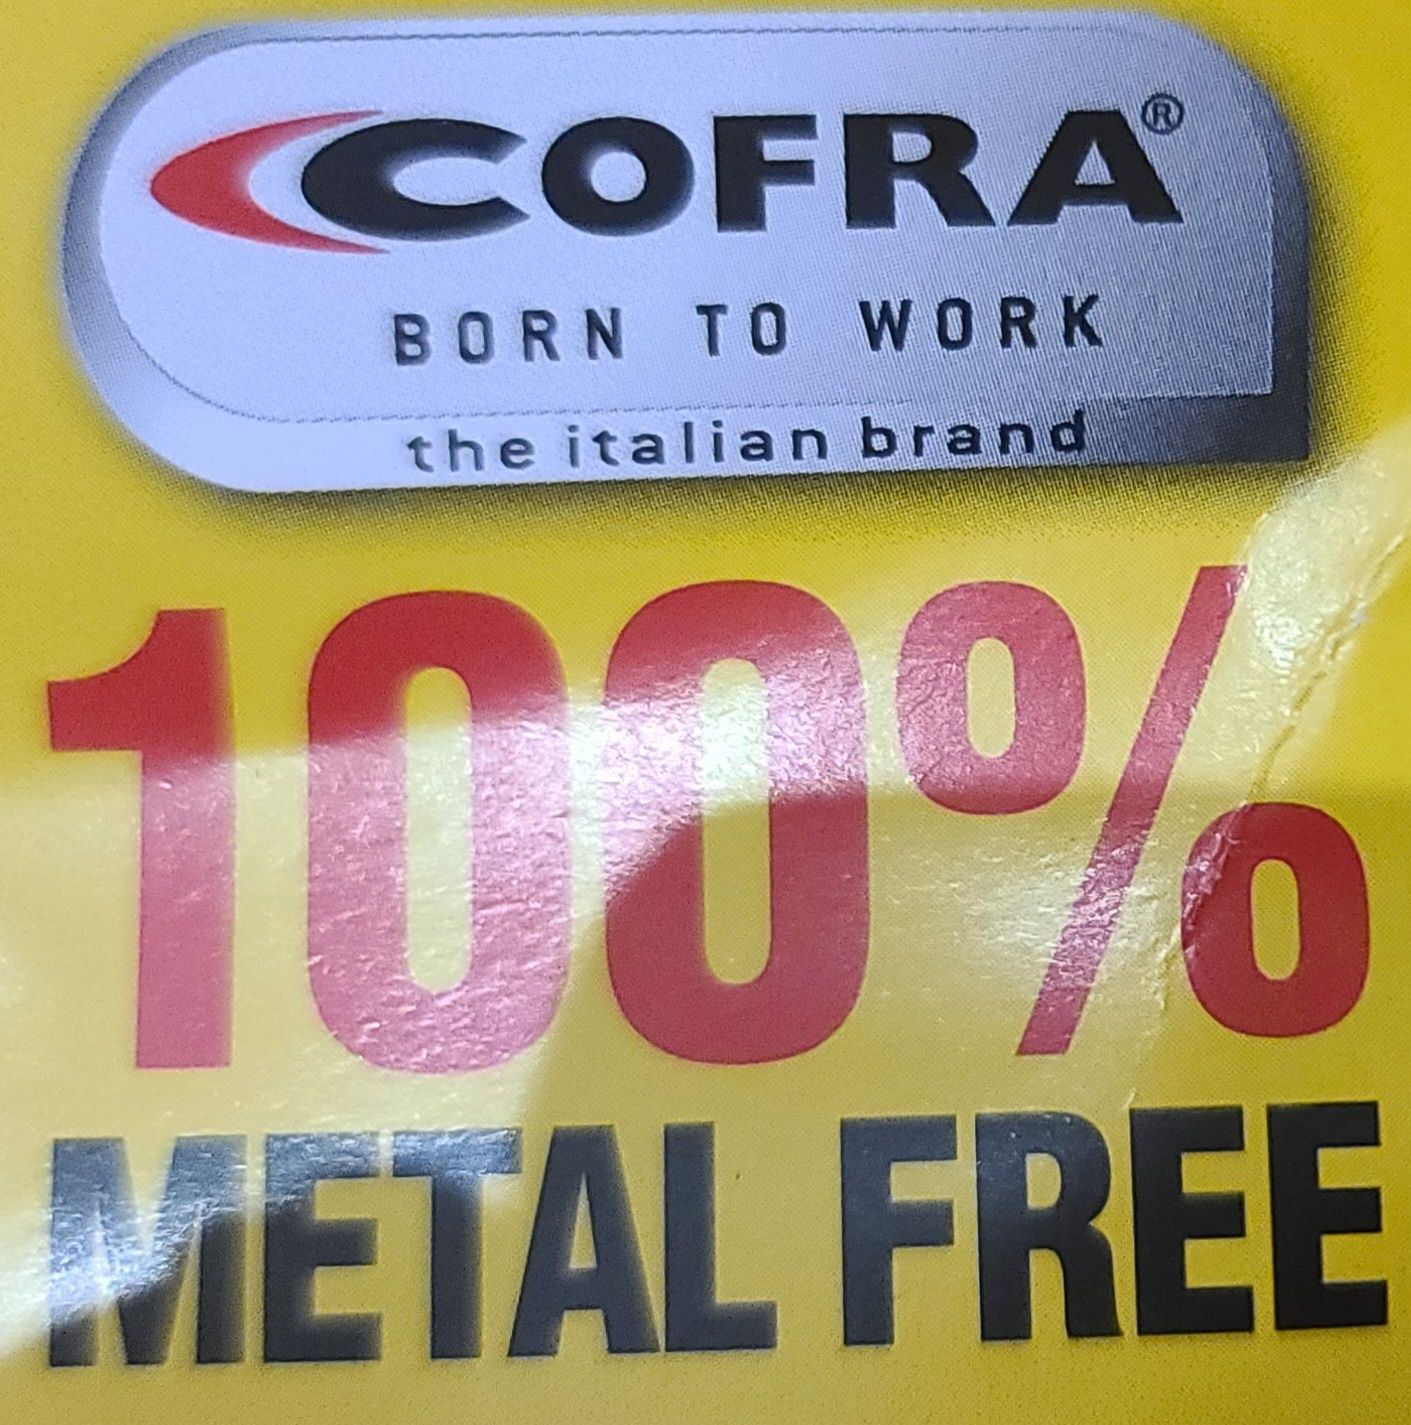 COFRA®
BORN TO WORK
the italian brand
100%
METAL FREE